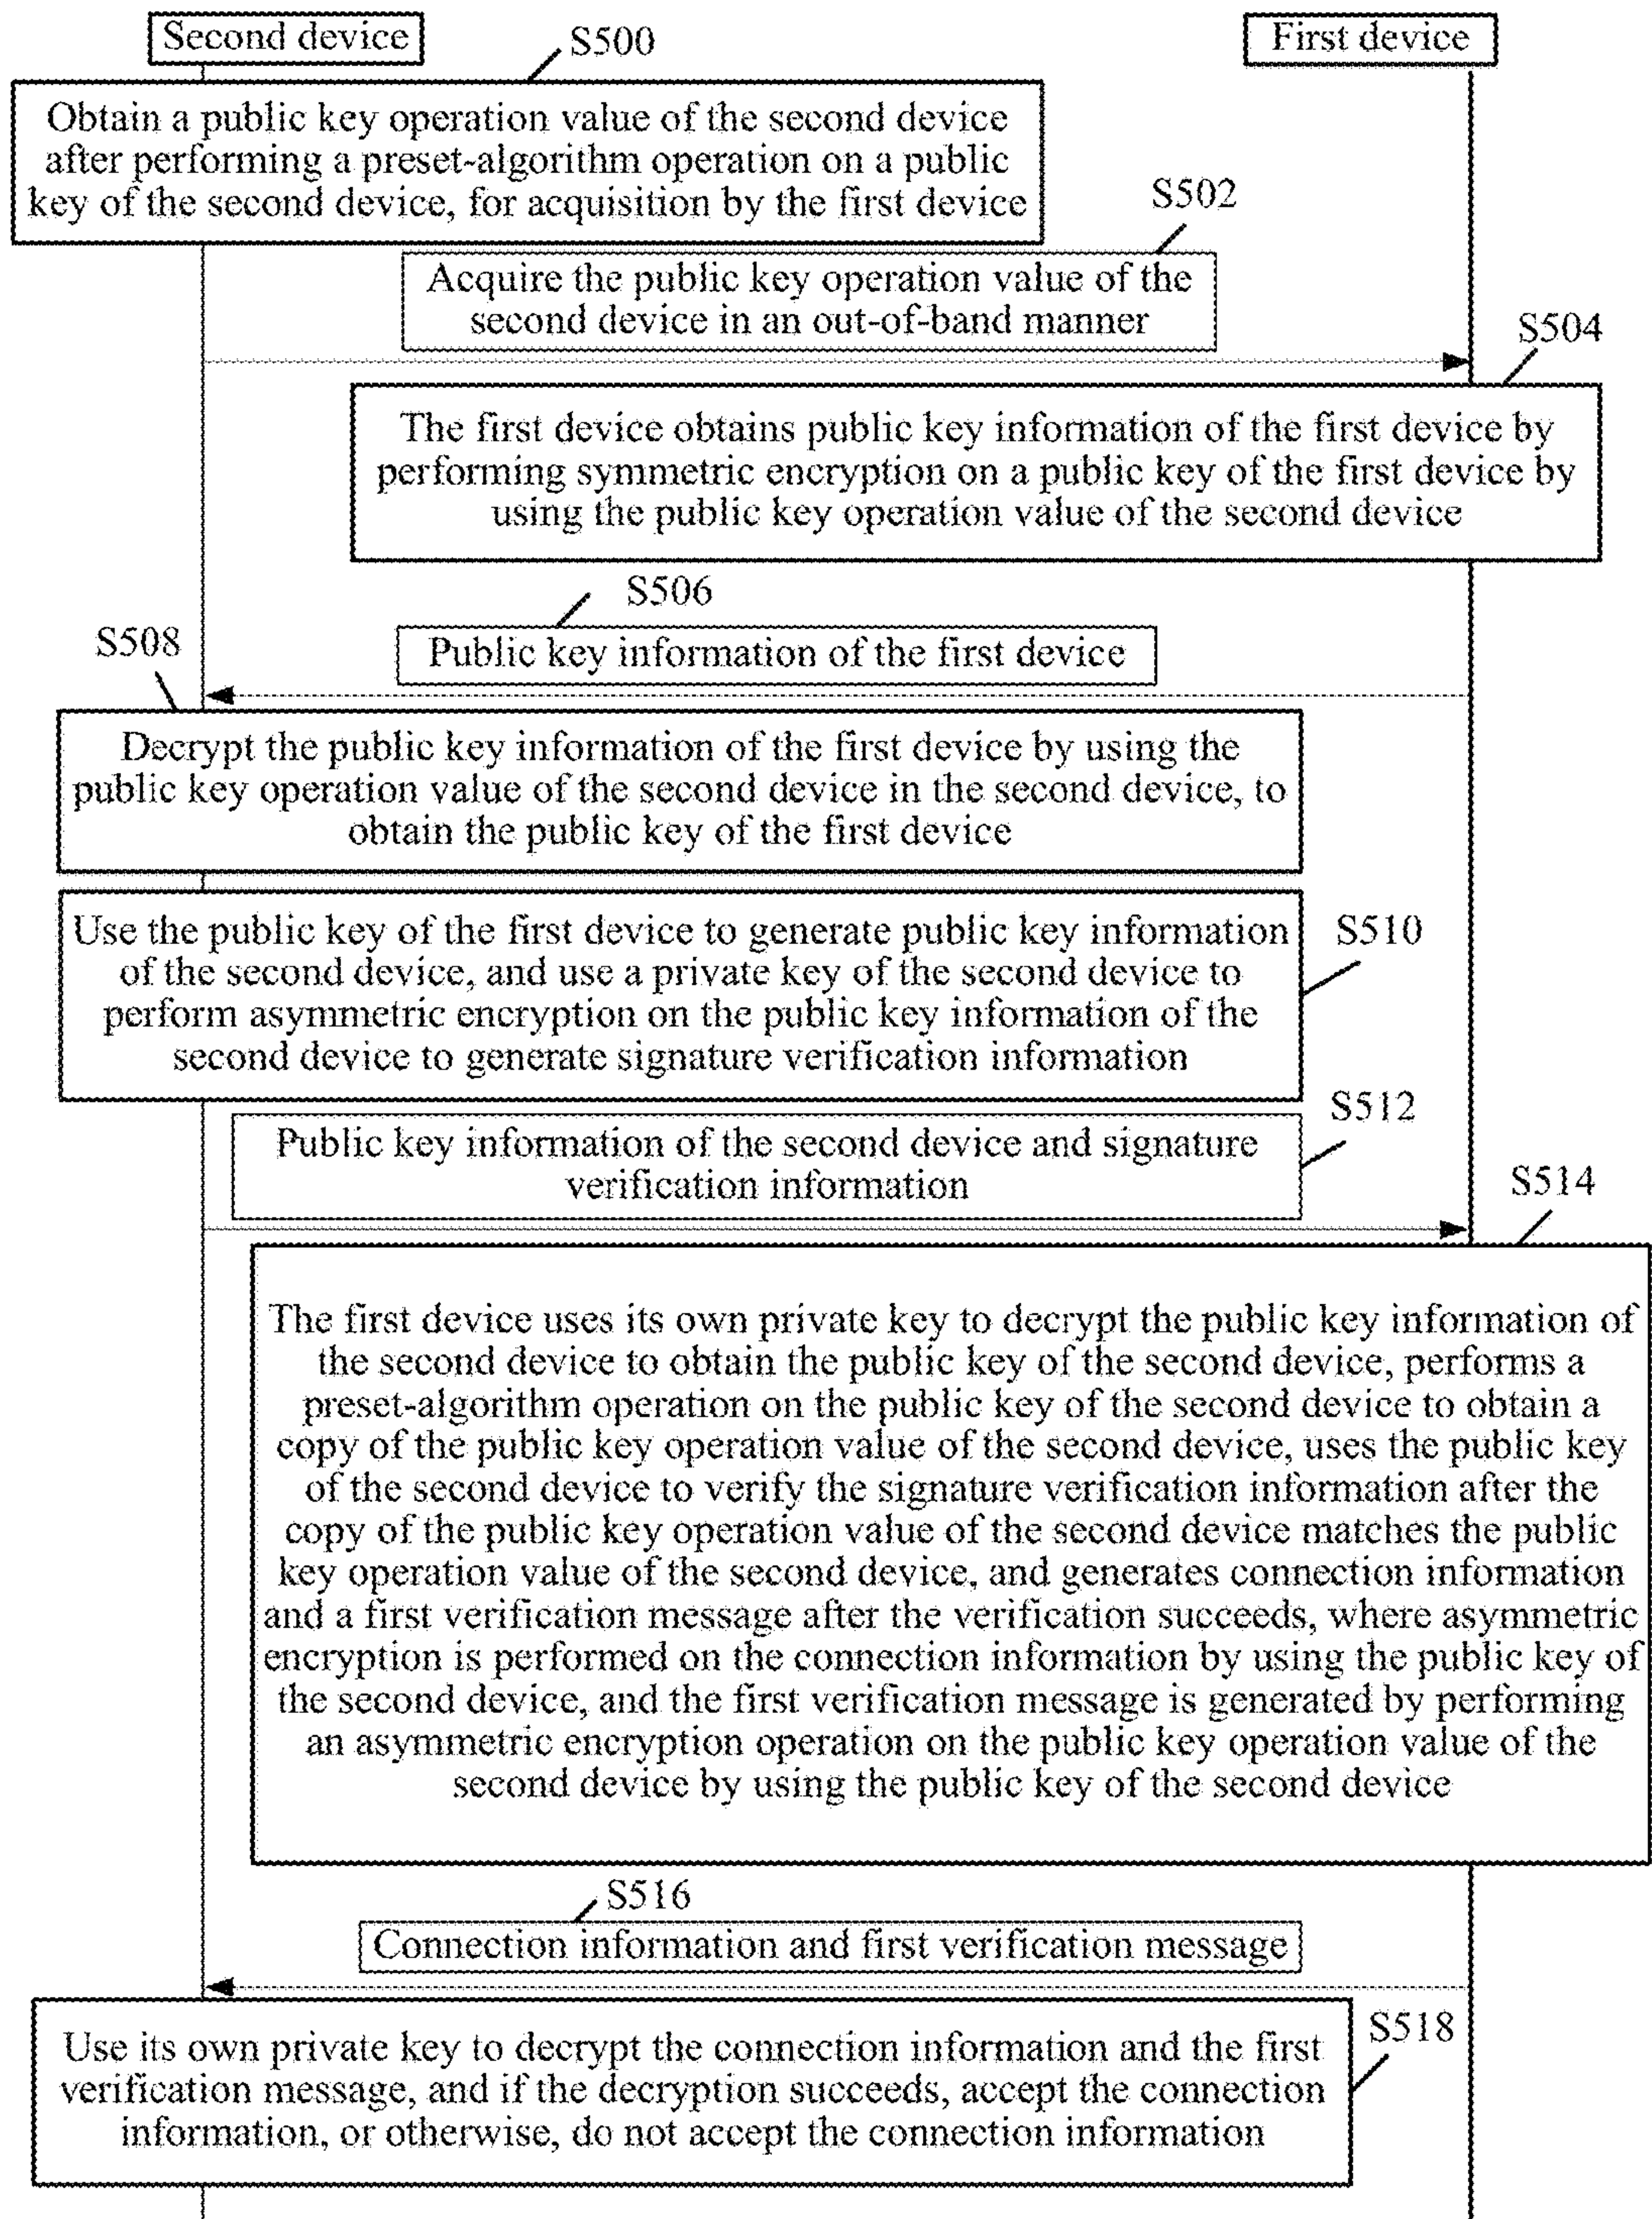 Second device
First device
S500
Obtain a public key operation value of the second device
after performing a preset-algorithm operation on a public
key of the second device, for acquisition by the first device
S502
Acquire the public key operation value of the
second device in an out-of-band manner
S504
The first device obtains public key information of the first device by
performing symmetric encryption on a public key of the first device by
using the public key operation value of the second device
S506
Public key information of the first device
S508
Decrypt the public key information of the first device by using the
public key operation value of the second device in the second device, to
obtain the public key of the first device
Use the public key of the first device to generate public key information
of the second device, and use a private key of the second device to
perform asymmetric encryption on the public key information of the
second device to generate signature verification information
S510
S512
Public key information of the second device and signature
verification information
S514
The first device uses its own private key to decrypt the public key information of
the second device to obtain the public key of the second device, performs a
preset-algorithm operation on the public key of the second device to obtain a
copy of the public key operation value of the second device, uses the public key
of the second device to verify the signature verification information after the
copy of the public key operation value of the second device matches the public
key operation value of the second device, and generates connection information
and a first verification message after the verification succeeds, where asymmetric
encryption is performed on the connection information by using the public key of
the second device, and the first verification message is generated by performing
an asymmetric encryption operation on the public key operation value of the
second device by using the public key of the second device
S516
Connection information and first verification message
Use its own private key to decrypt the connection information and the first
verification message, and if the decryption succeeds, accept the connection
information, or otherwise, do not accept the connection information
S518